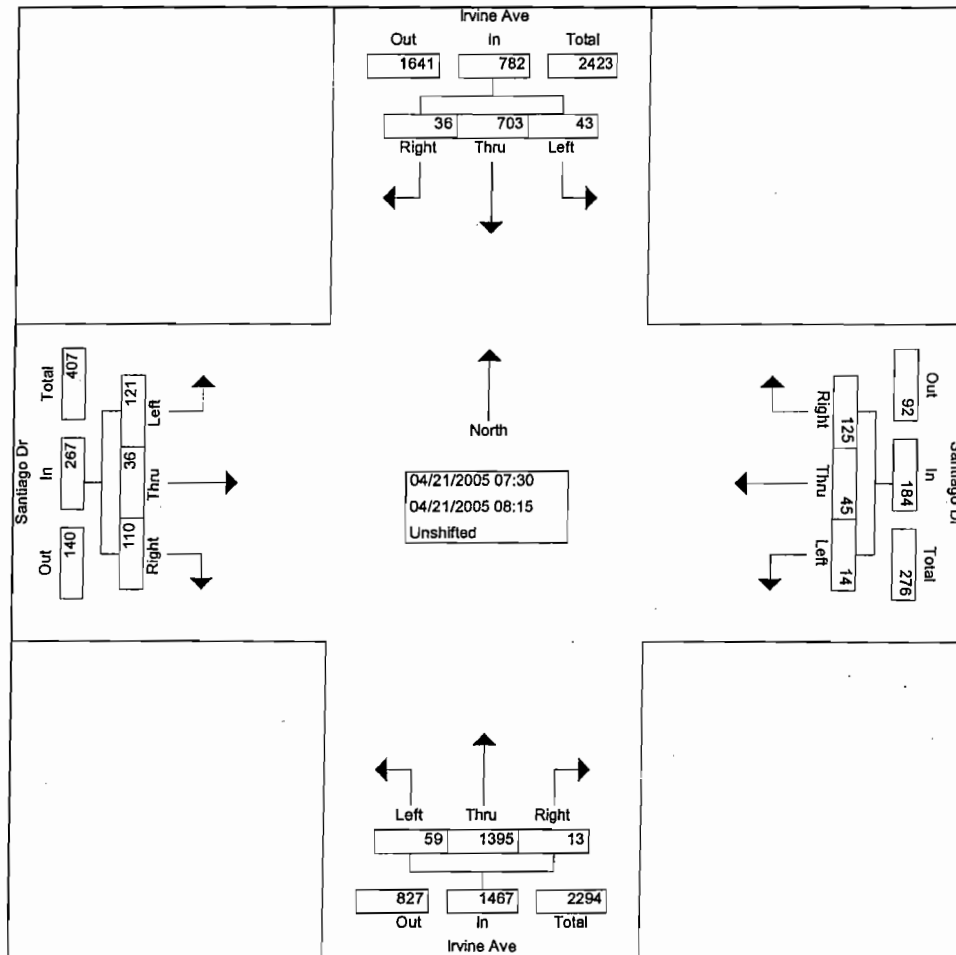 Irvine Ave
Out In Total
1641 782 2423
36 703 43
Right Thru Left
Santiago Dr
Total In Out
407 267 140
121 36 110
Left Thru Right
North
04/21/2005 07:30
04/21/2005 08:15
Unshifted
Right Thru Left
125 45 14
92 184 276
Out In Total
Santiago Dr
Left Thru Right
59 1395 13
827 1467 2294
Out In Total
Irvine Ave